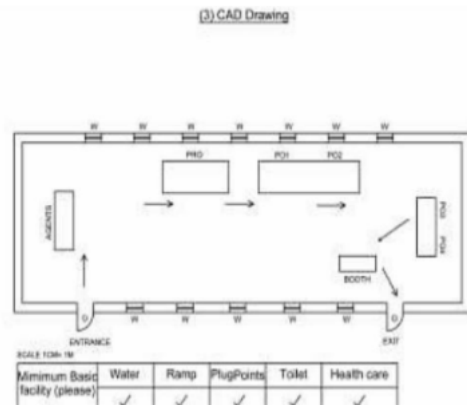 (3) CAD Drawing
W W W W W W W
PRO PO1 PO2
AGENTS
PO3
PO4
BOOTH
D D
W W W W W
ENTRANCE EXIT
SCALE 1CM= 1M
Minimum Basic facility (please) Water Ramp PlugPoints Toilet Health care
✓ ✓ ✓ ✓ ✓